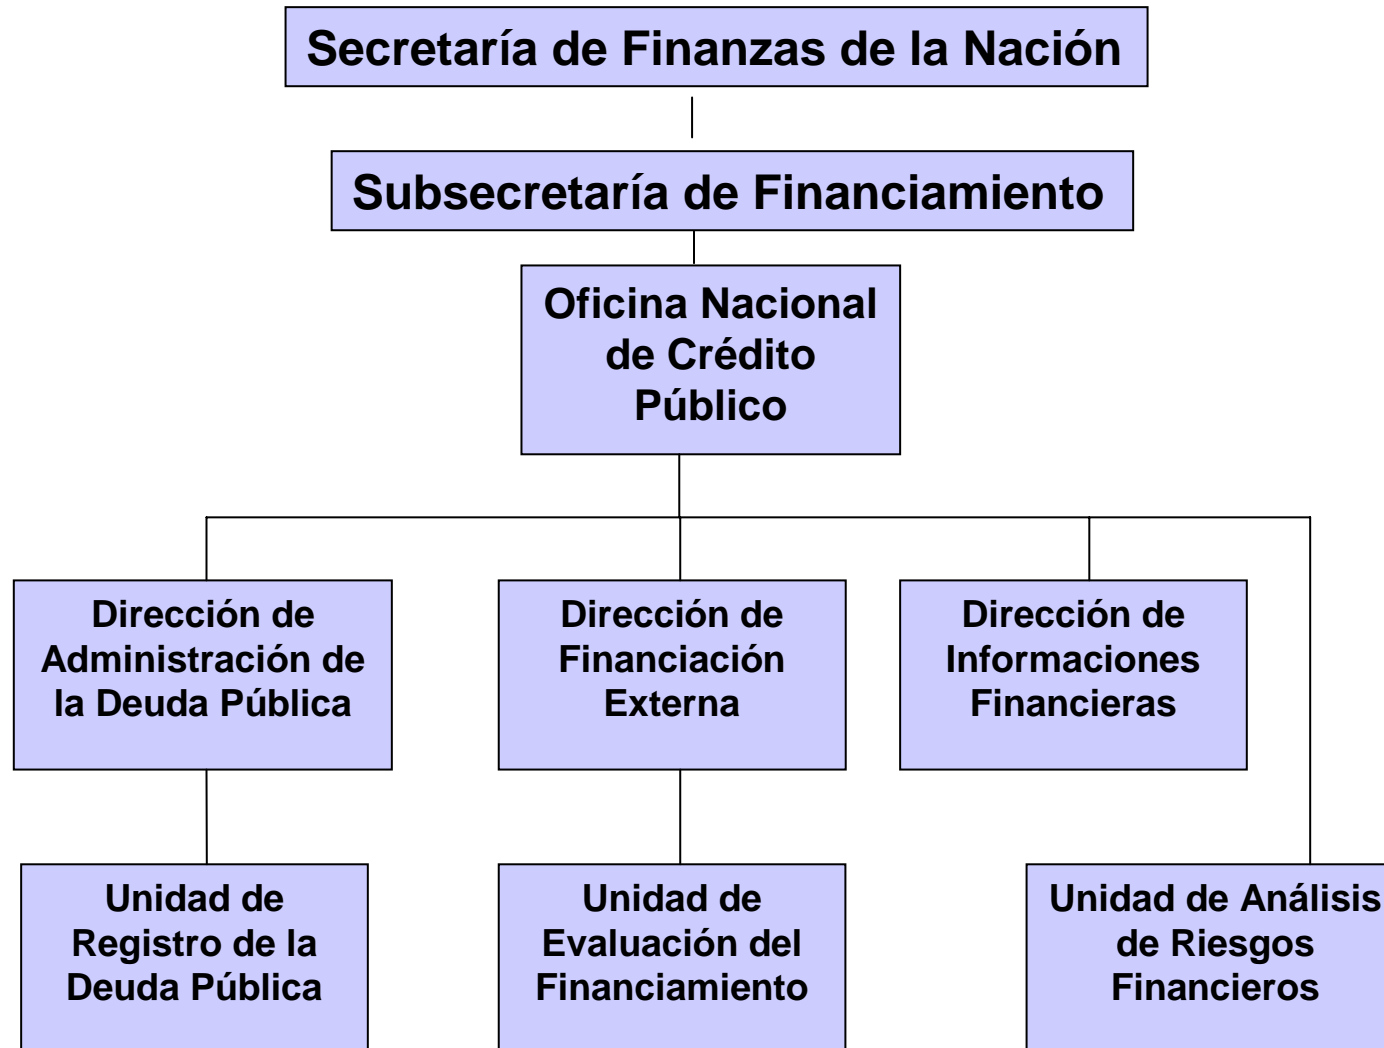 Secretaría de Finanzas de la Nación
Subsecretaría de Financiamiento
Oficina Nacional
de Crédito
Público
Dirección de
Administración de
la Deuda Pública
Dirección de
Financiación
Externa
Dirección de
Informaciones
Financieras
Unidad de
Registro de la
Deuda Pública
Unidad de
Evaluación del
Financiamiento
Unidad de Análisis
de Riesgos
Financieros